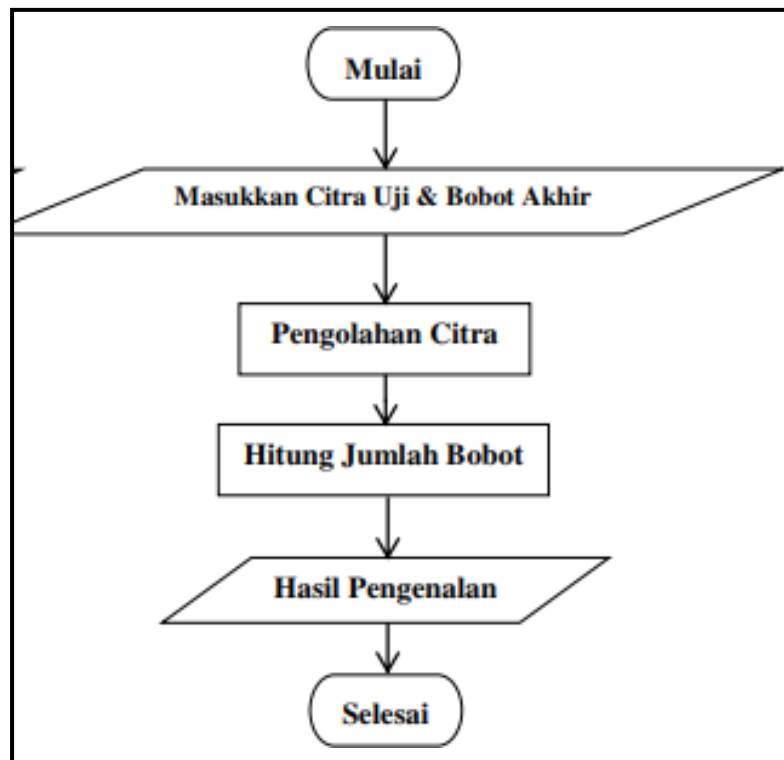 Mulai
Masukkan Citra Uji & Bobot Akhir
Pengolahan Citra
Hitung Jumlah Bobot
Hasil Pengenalan
Selesai